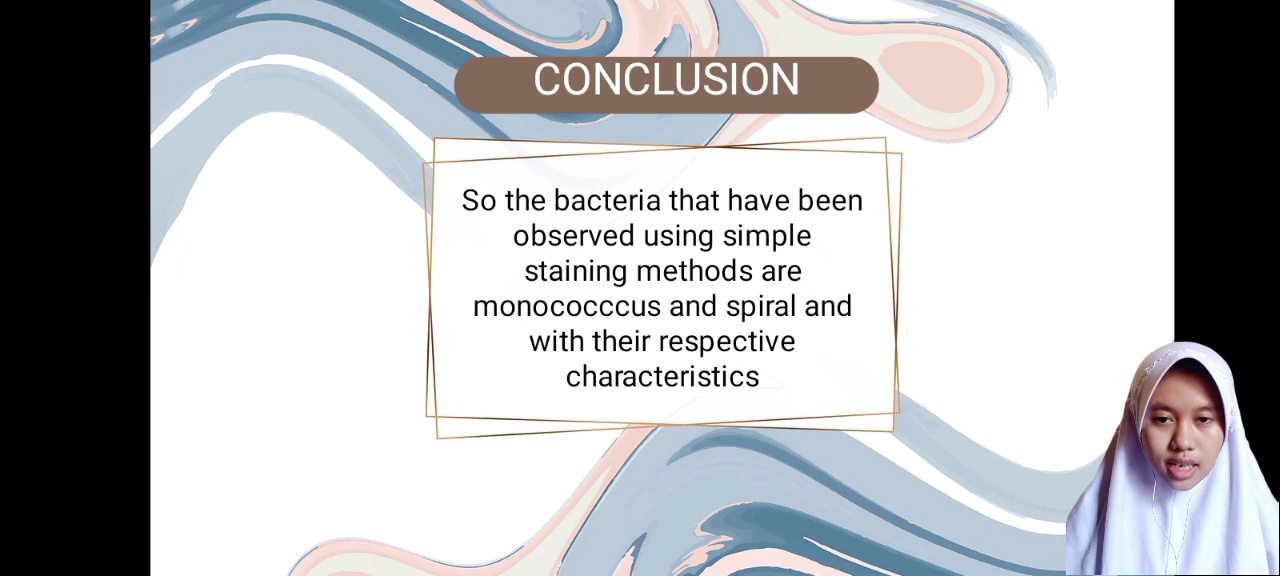 CONCLUSION
So the bacteria that have been
observed using simple
staining methods are
monococccus and spiral and
with their respective
characteristics